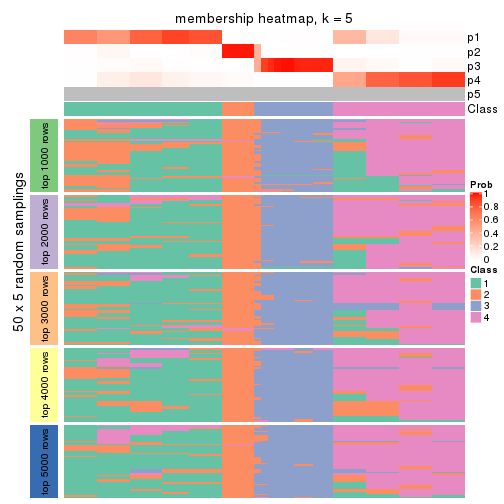 membership heatmap, k = 5
p1
p2
p3
p4
p5
Class
50 x 5 random samplings
top 1000 rows
top 2000 rows
top 3000 rows
top 4000 rows
top 5000 rows
Prob
1
0.8
0.6
0.4
0.2
0
Class
1
2
3
4